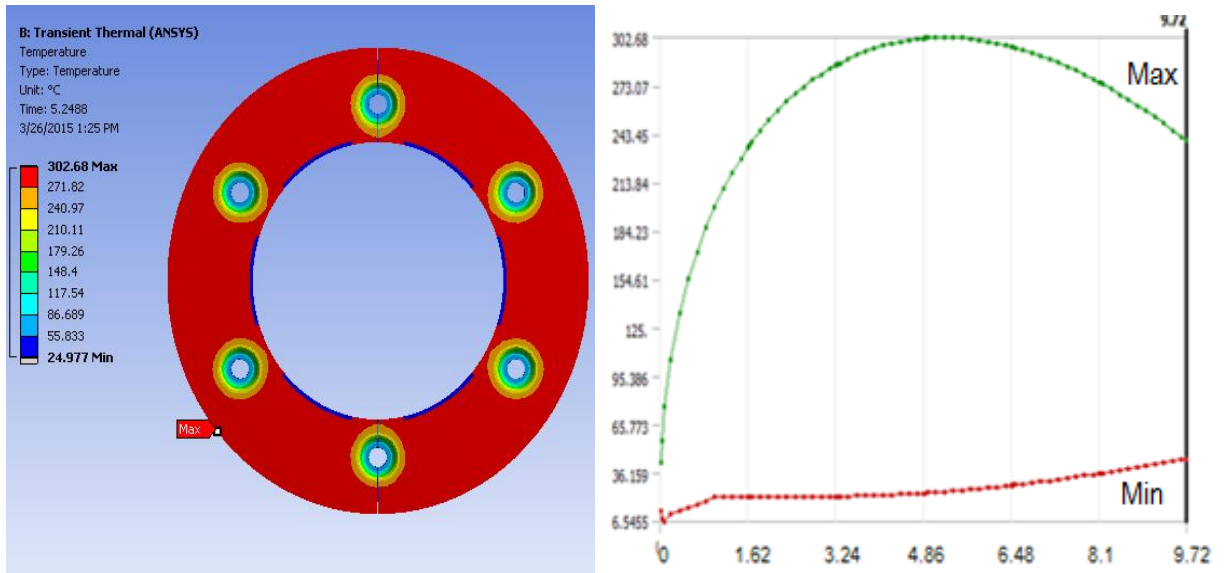 B: Transient Thermal (ANSYS)
Temperature
Type: Temperature
Unit: °C
Time: 5.2488
3/26/2015 1:25 PM
302.68 Max
271.82
240.97
210.11
179.26
148.4
117.54
86.689
55.833
24.977 Min
Max
9.72
302.68
273.07
243.45
213.84
184.23
154.61
125.
95.386
65.773
36.159
6.5455
Max
Min
0
1.62
3.24
4.86
6.48
8.1
9.72